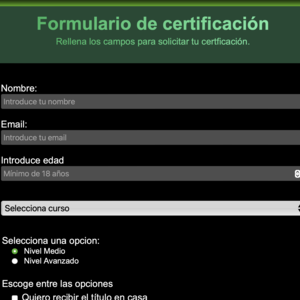 Formulario de certificación
Rellena los campos para solicitar tu certficación.
Nombre:
Introduce tu nombre
Email:
Introduce tu email
Introduce edad
Mínimo de 18 años
Selecciona curso
Selecciona una opcion:
Nivel Medio
Nivel Avanzado
Escoge entre las opciones
Quiero recibir el título en casa